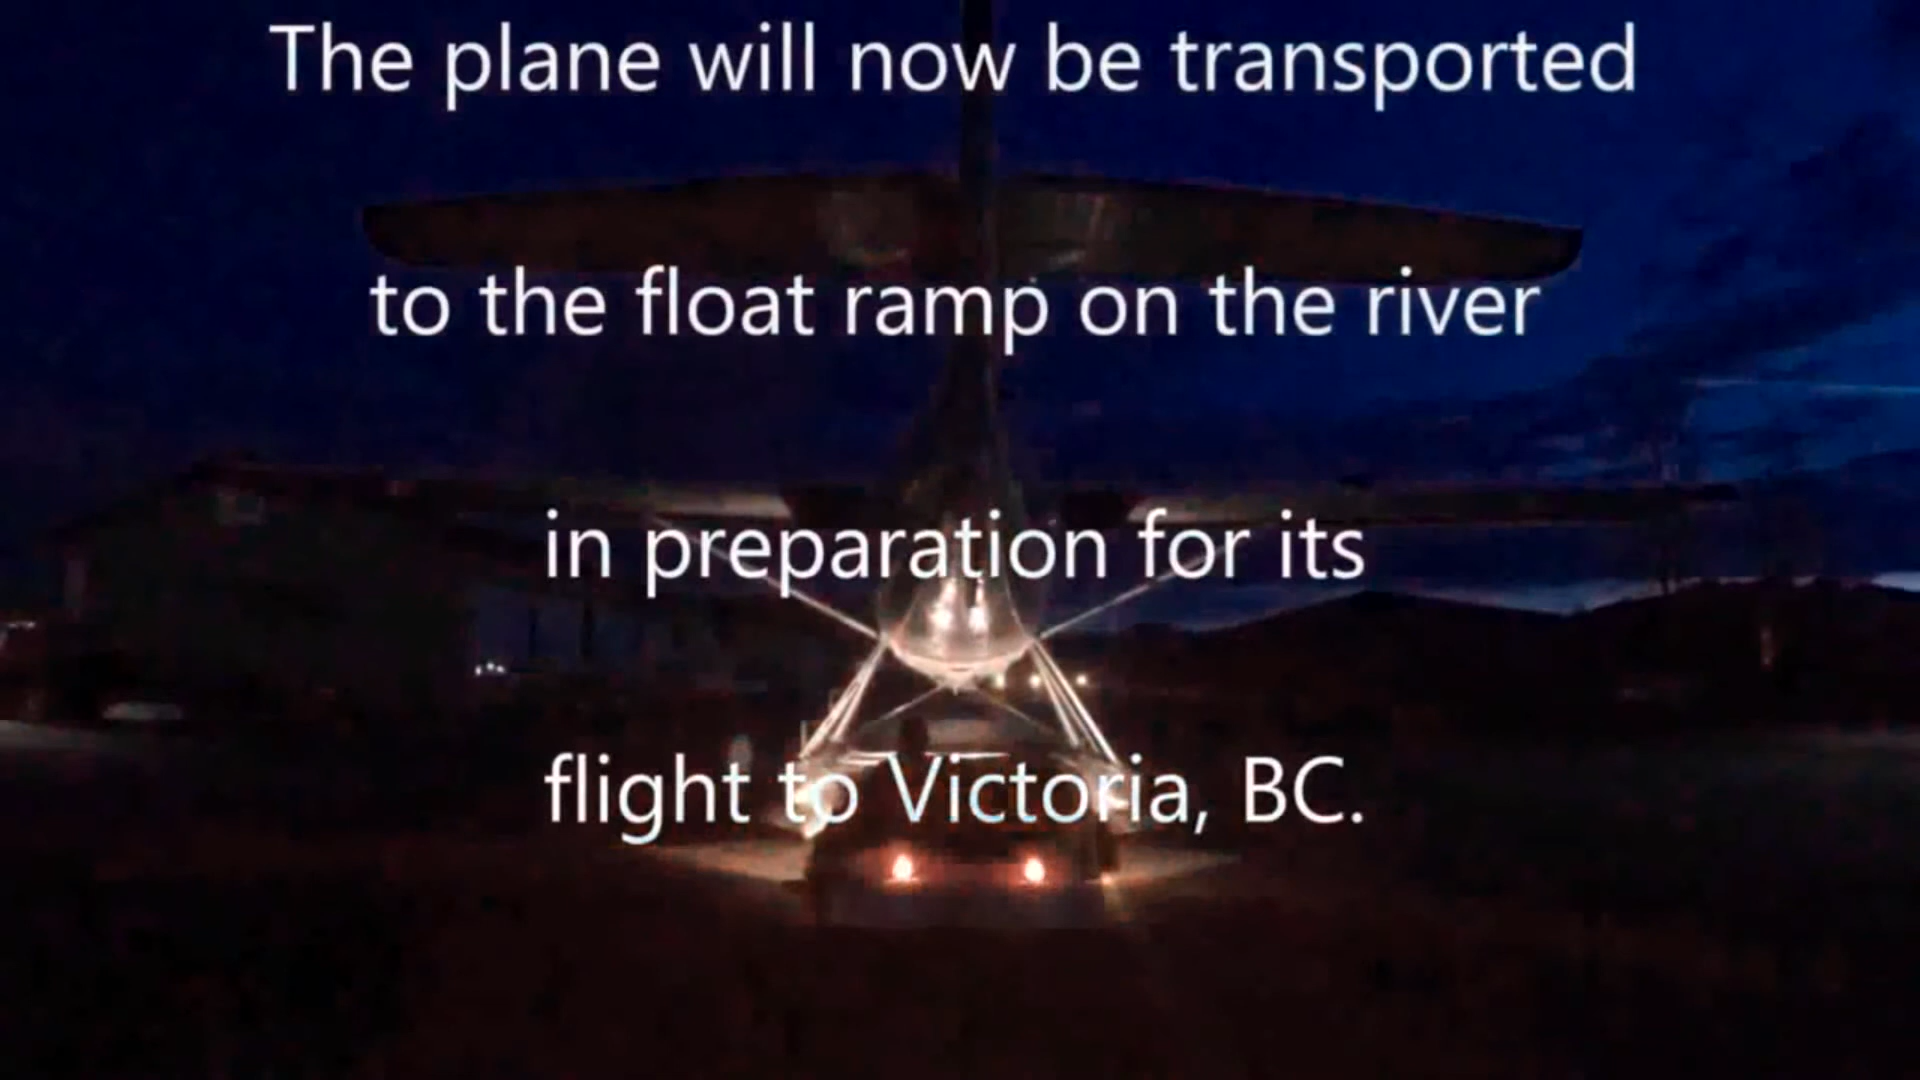 The plane will now be transported
to the float ramp on the river
in preparation for its
flight to Victoria, BC.